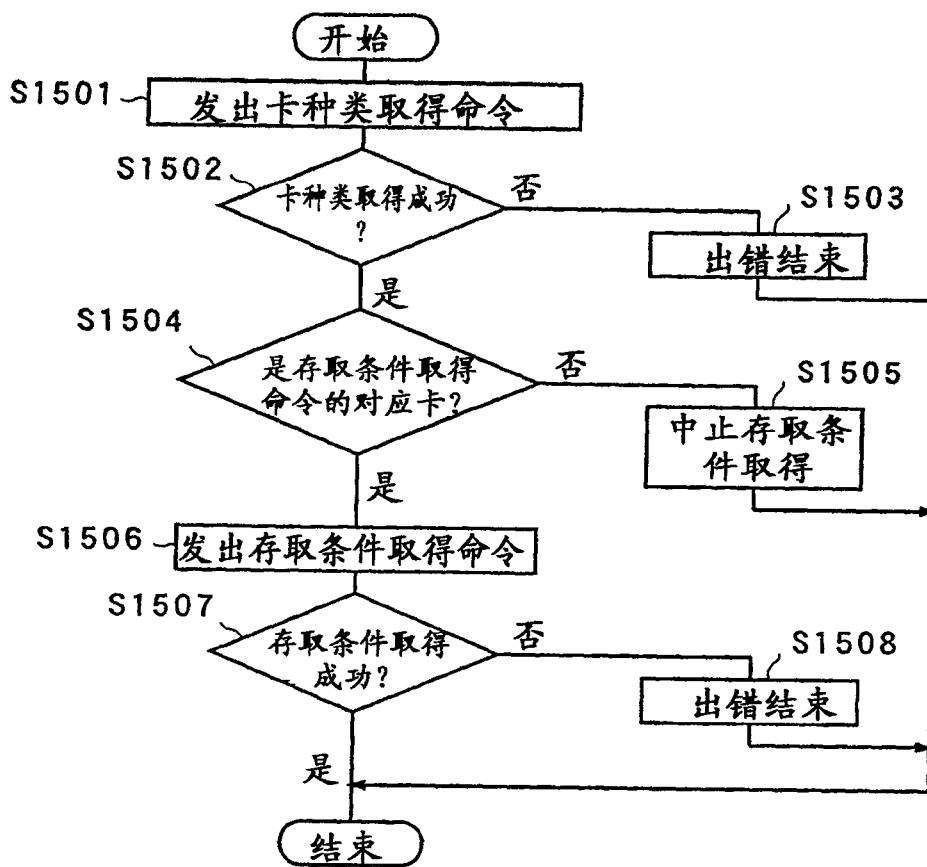 开始
S1501
发出卡种类取得命令
S1502
卡种类取得成功
?
否
S1503
出错结束
是
S1504
是存取条件取得
命令的对应卡?
否
S1505
中止存取条
件取得
是
S1506
发出存取条件取得命令
S1507
存取条件取得
成功?
否
S1508
出错结束
是
结束